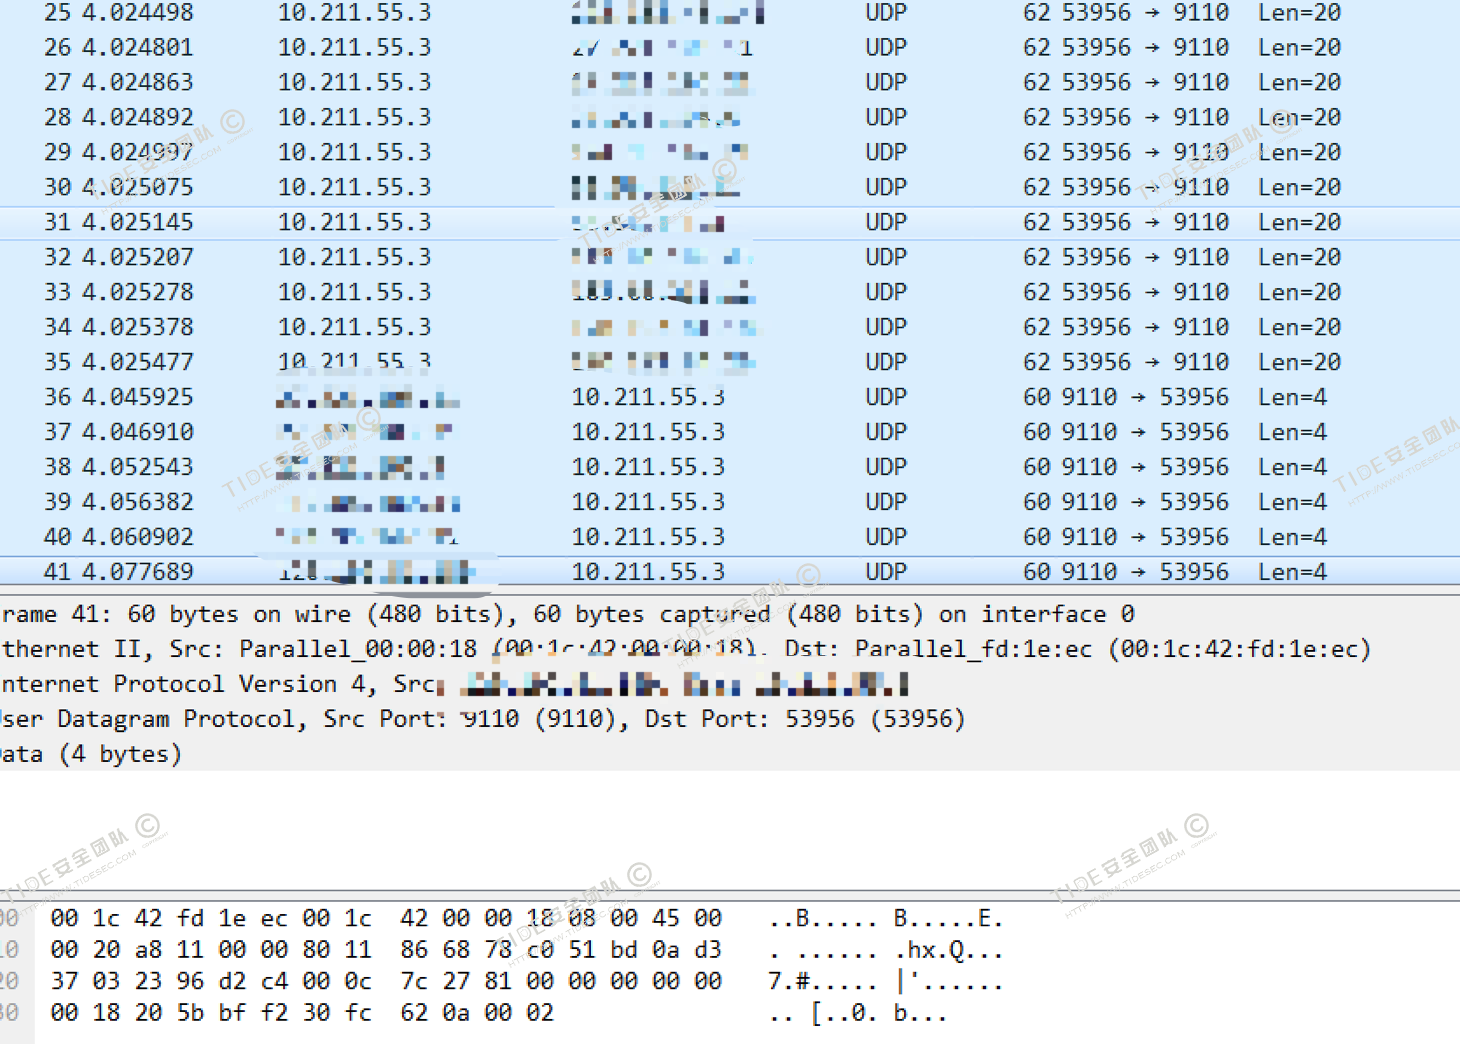 25 4.024498 10.211.55.3 UDP 62 53956 → 9110 Len=20
26 4.024801 10.211.55.3 UDP 62 53956 → 9110 Len=20
27 4.024863 10.211.55.3 UDP 62 53956 → 9110 Len=20
28 4.024892 10.211.55.3 UDP 62 53956 → 9110 Len=20
29 4.024997 10.211.55.3 UDP 62 53956 → 9110 Len=20
30 4.025075 10.211.55.3 UDP 62 53956 → 9110 Len=20
31 4.025145 10.211.55.3 UDP 62 53956 → 9110 Len=20
32 4.025207 10.211.55.3 UDP 62 53956 → 9110 Len=20
33 4.025278 10.211.55.3 UDP 62 53956 → 9110 Len=20
34 4.025378 10.211.55.3 UDP 62 53956 → 9110 Len=20
35 4.025477 10.211.55.3 UDP 62 53956 → 9110 Len=20
36 4.045925 10.211.55.3 UDP 60 9110 → 53956 Len=4
37 4.046910 10.211.55.3 UDP 60 9110 → 53956 Len=4
38 4.052543 10.211.55.3 UDP 60 9110 → 53956 Len=4
39 4.056382 10.211.55.3 UDP 60 9110 → 53956 Len=4
40 4.060902 10.211.55.3 UDP 60 9110 → 53956 Len=4
41 4.077689 10.211.55.3 UDP 60 9110 → 53956 Len=4
rame 41: 60 bytes on wire (480 bits), 60 bytes captured (480 bits) on interface 0
thernet II, Src: Parallel_00:00:18 (00:1c:42:00:00:18), Dst: Parallel_fd:1e:ec (00:1c:42:fd:1e:ec)
nternet Protocol Version 4, Src
ser Datagram Protocol, Src Port: 9110 (9110), Dst Port: 53956 (53956)
ata (4 bytes)
00 00 1c 42 fd 1e ec 00 1c 42 00 00 18 08 00 45 00 ..B..... B.....E.
10 00 20 a8 11 00 00 80 11 86 68 78 c0 51 bd 0a d3 . ...... .hx.Q...
20 37 03 23 96 d2 c4 00 0c 7c 27 81 00 00 00 00 00 7.#..... |'......
30 00 18 20 5b bf f2 30 fc 62 0a 00 02 .. [..0. b...
TIDE安全团队 ©
HTTP://WWW.TIDESEC.COM